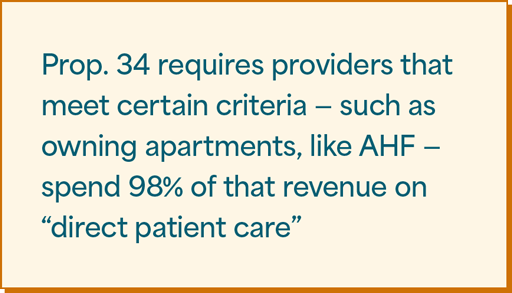 Prop. 34 requires providers that
meet certain criteria – such as
owning apartments, like AHF –
spend 98% of that revenue on
“direct patient care”